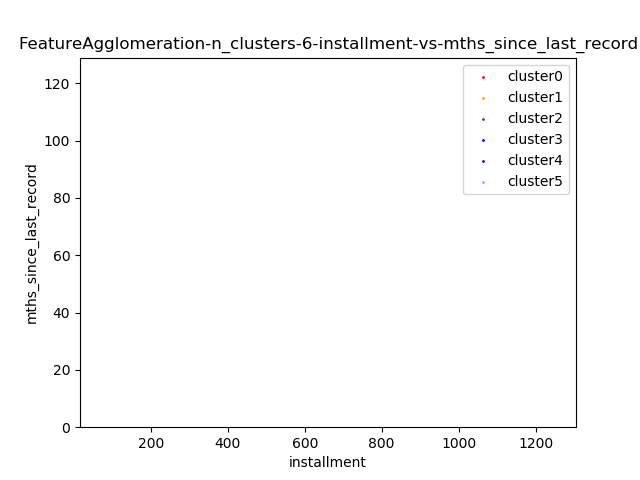 FeatureAgglomeration-n_clusters-6-installment-vs-mths_since_last_record
cluster0
cluster1
cluster2
cluster3
cluster4
cluster5
mths_since_last_record
120
100
80
60
40
20
0
200 400 600 800 1000 1200
installment